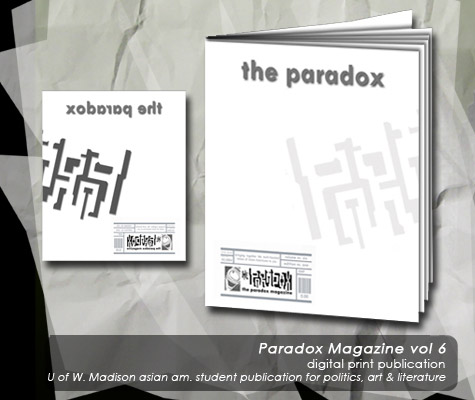 the paradox
the paradox
the paradox magazine
Paradox Magazine vol 6
digital print publication
U of W. Madison asian am. student publication for politics, art & literature